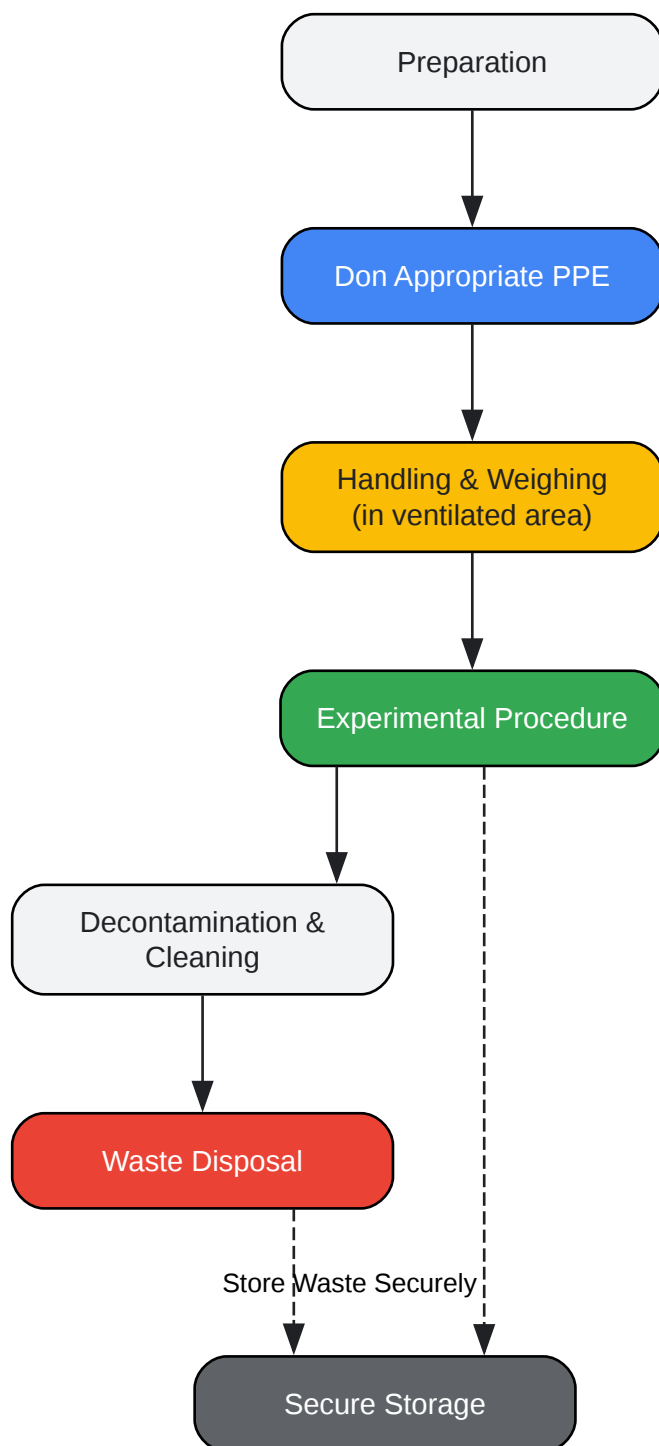 Preparation
Don Appropriate PPE
Handling & Weighing
(in ventilated area)
Experimental Procedure
Decontamination &
Cleaning
Waste Disposal
Store Waste Securely
Secure Storage